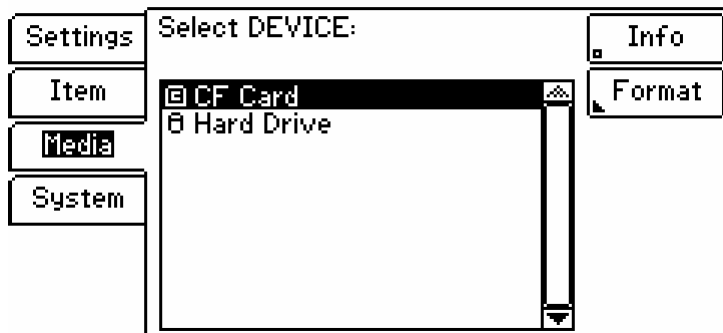 Settings
Item
Media
System
Select DEVICE:
CF Card
Hard Drive
Info
Format